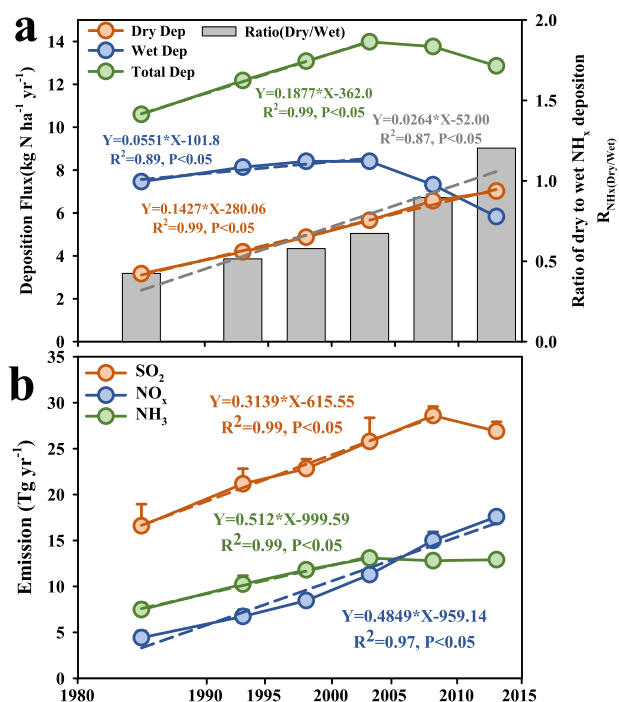 a
Dry Dep
Wet Dep
Total Dep
Ratio(Dry/Wet)
Y=0.1877*X-362.0
R²=0.99, P<0.05
Y=0.0264*X-52.00
R²=0.87, P<0.05
Y=0.0551*X-101.8
R²=0.89, P<0.05
Y=0.1427*X-280.06
R²=0.99, P<0.05
Deposition Flux(kg N ha⁻¹ yr⁻¹)
14
12
10
8
6
4
2
0
2.0
1.5
1.0
0.5
0.0
Ratio of dry to wet NHₓ depositon
R_NHx(Dry/Wet)
b
SO₂
NOₓ
NH₃
Y=0.3139*X-615.55
R²=0.99, P<0.05
Y=0.512*X-999.59
R²=0.99, P<0.05
Y=0.4849*X-959.14
R²=0.97, P<0.05
Emission (Tg yr⁻¹)
35
30
25
20
15
10
5
0
1980 1990 1995 2000 2005 2010 2015